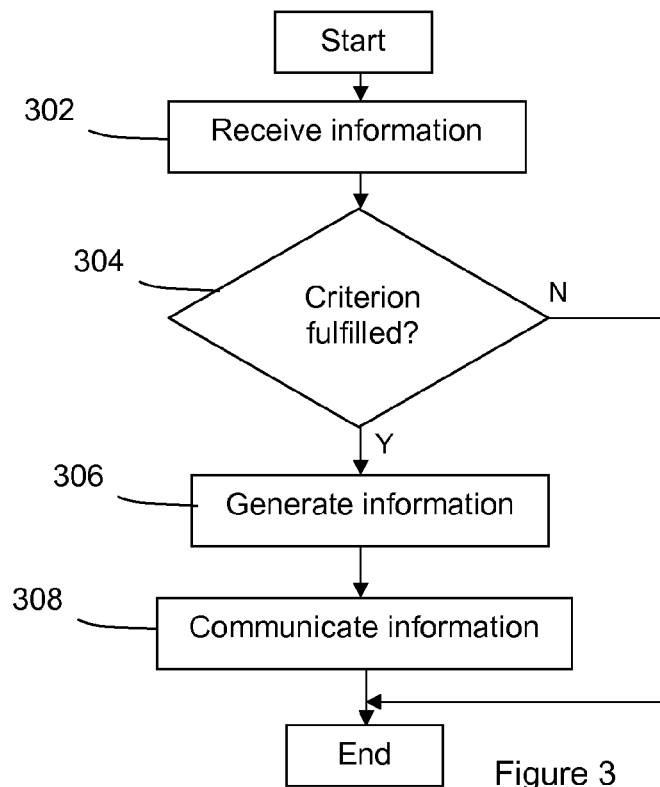 Start
302
Receive information
304
Criterion
fulfilled?
N
Y
306
Generate information
308
Communicate information
End
Figure 3